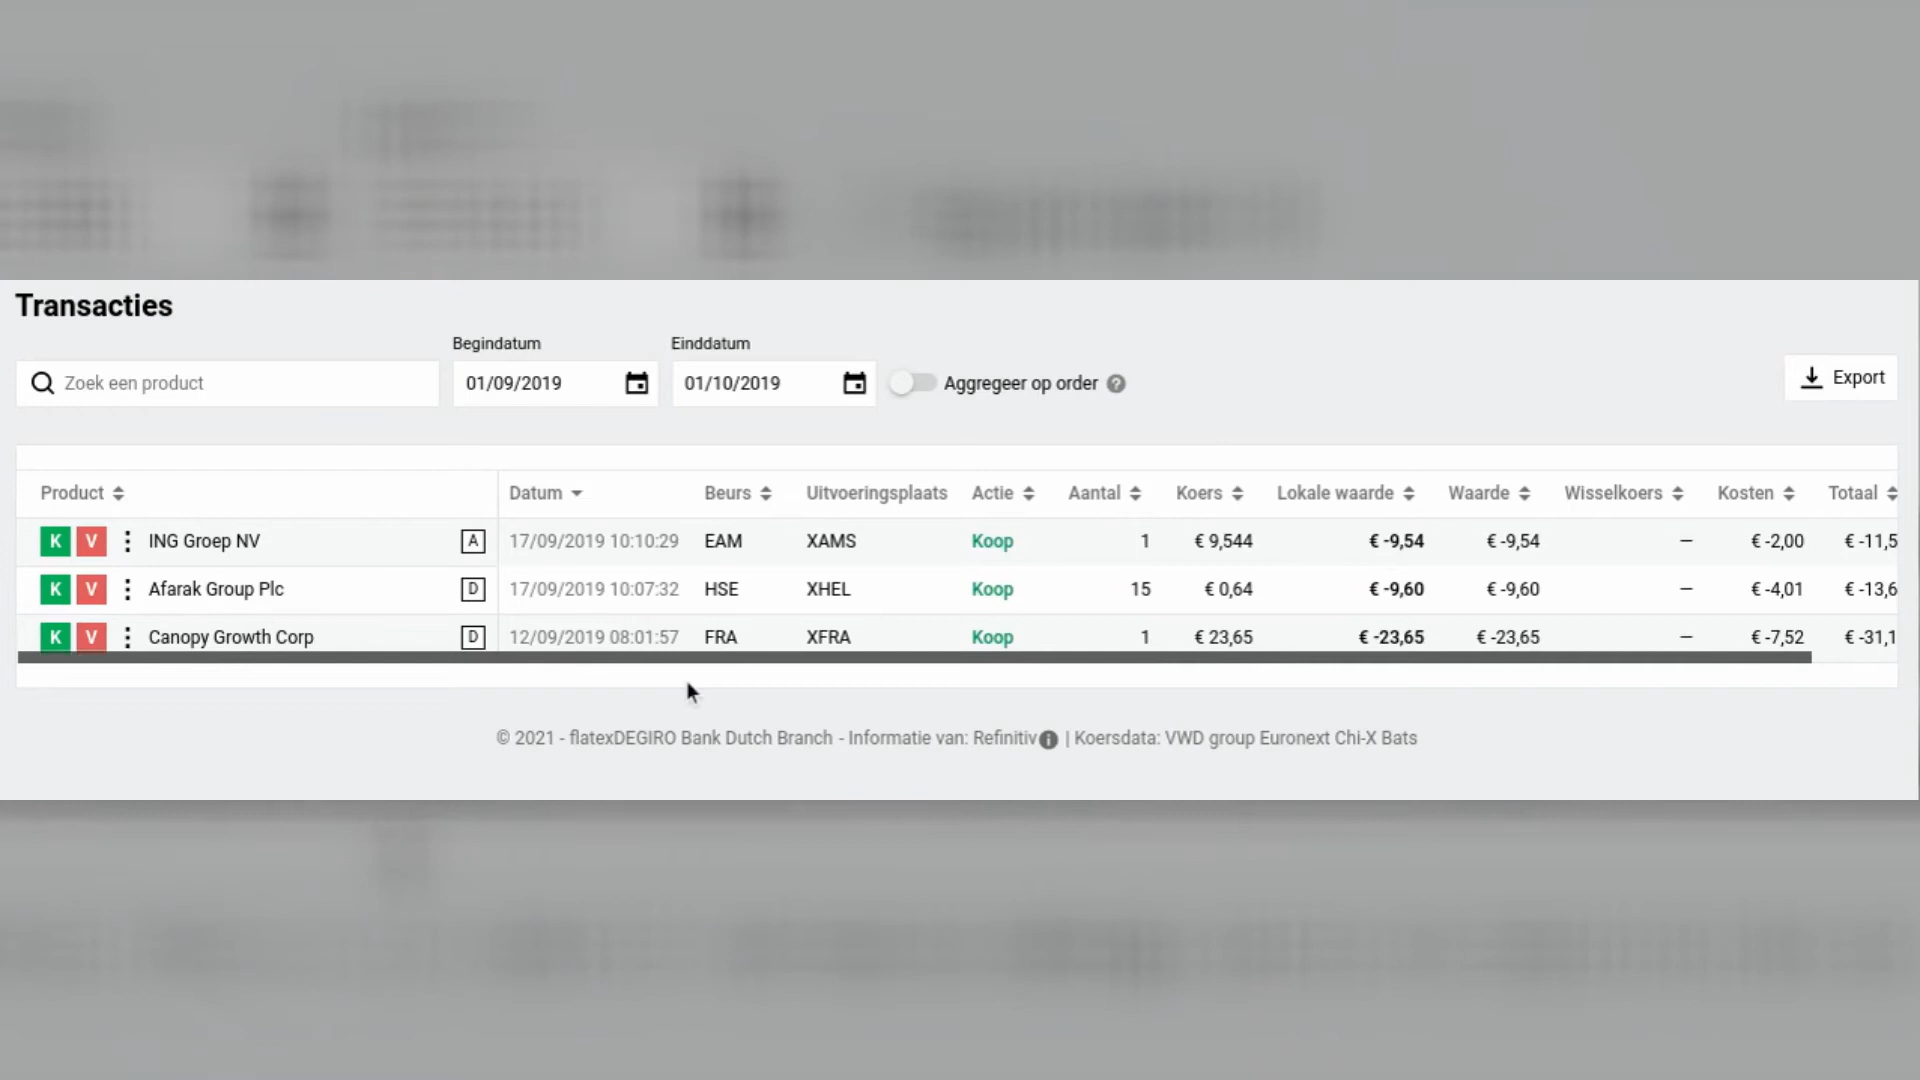 Transacties
Begindatum Einddatum
Zoek een product 01/09/2019 01/10/2019 Aggregeer op order ? Export
Product Datum Beurs Uitvoeringsplaats Actie Aantal Koers Lokale waarde Waarde Wisselkoers Kosten Totaal
K V ING Groep NV A 17/09/2019 10:10:29 EAM XAMS Koop 1 € 9,544 € -9,54 € -9,54 — € -2,00 € -11,5
K V Afarak Group Plc D 17/09/2019 10:07:32 HSE XHEL Koop 15 € 0,64 € -9,60 € -9,60 — € -4,01 € -13,6
K V Canopy Growth Corp D 12/09/2019 08:01:57 FRA XFRA Koop 1 € 23,65 € -23,65 € -23,65 — € -7,52 € -31,1
© 2021 - flatexDEGIRO Bank Dutch Branch - Informatie van: Refinitiv i | Koersdata: VWD group Euronext Chi-X Bats